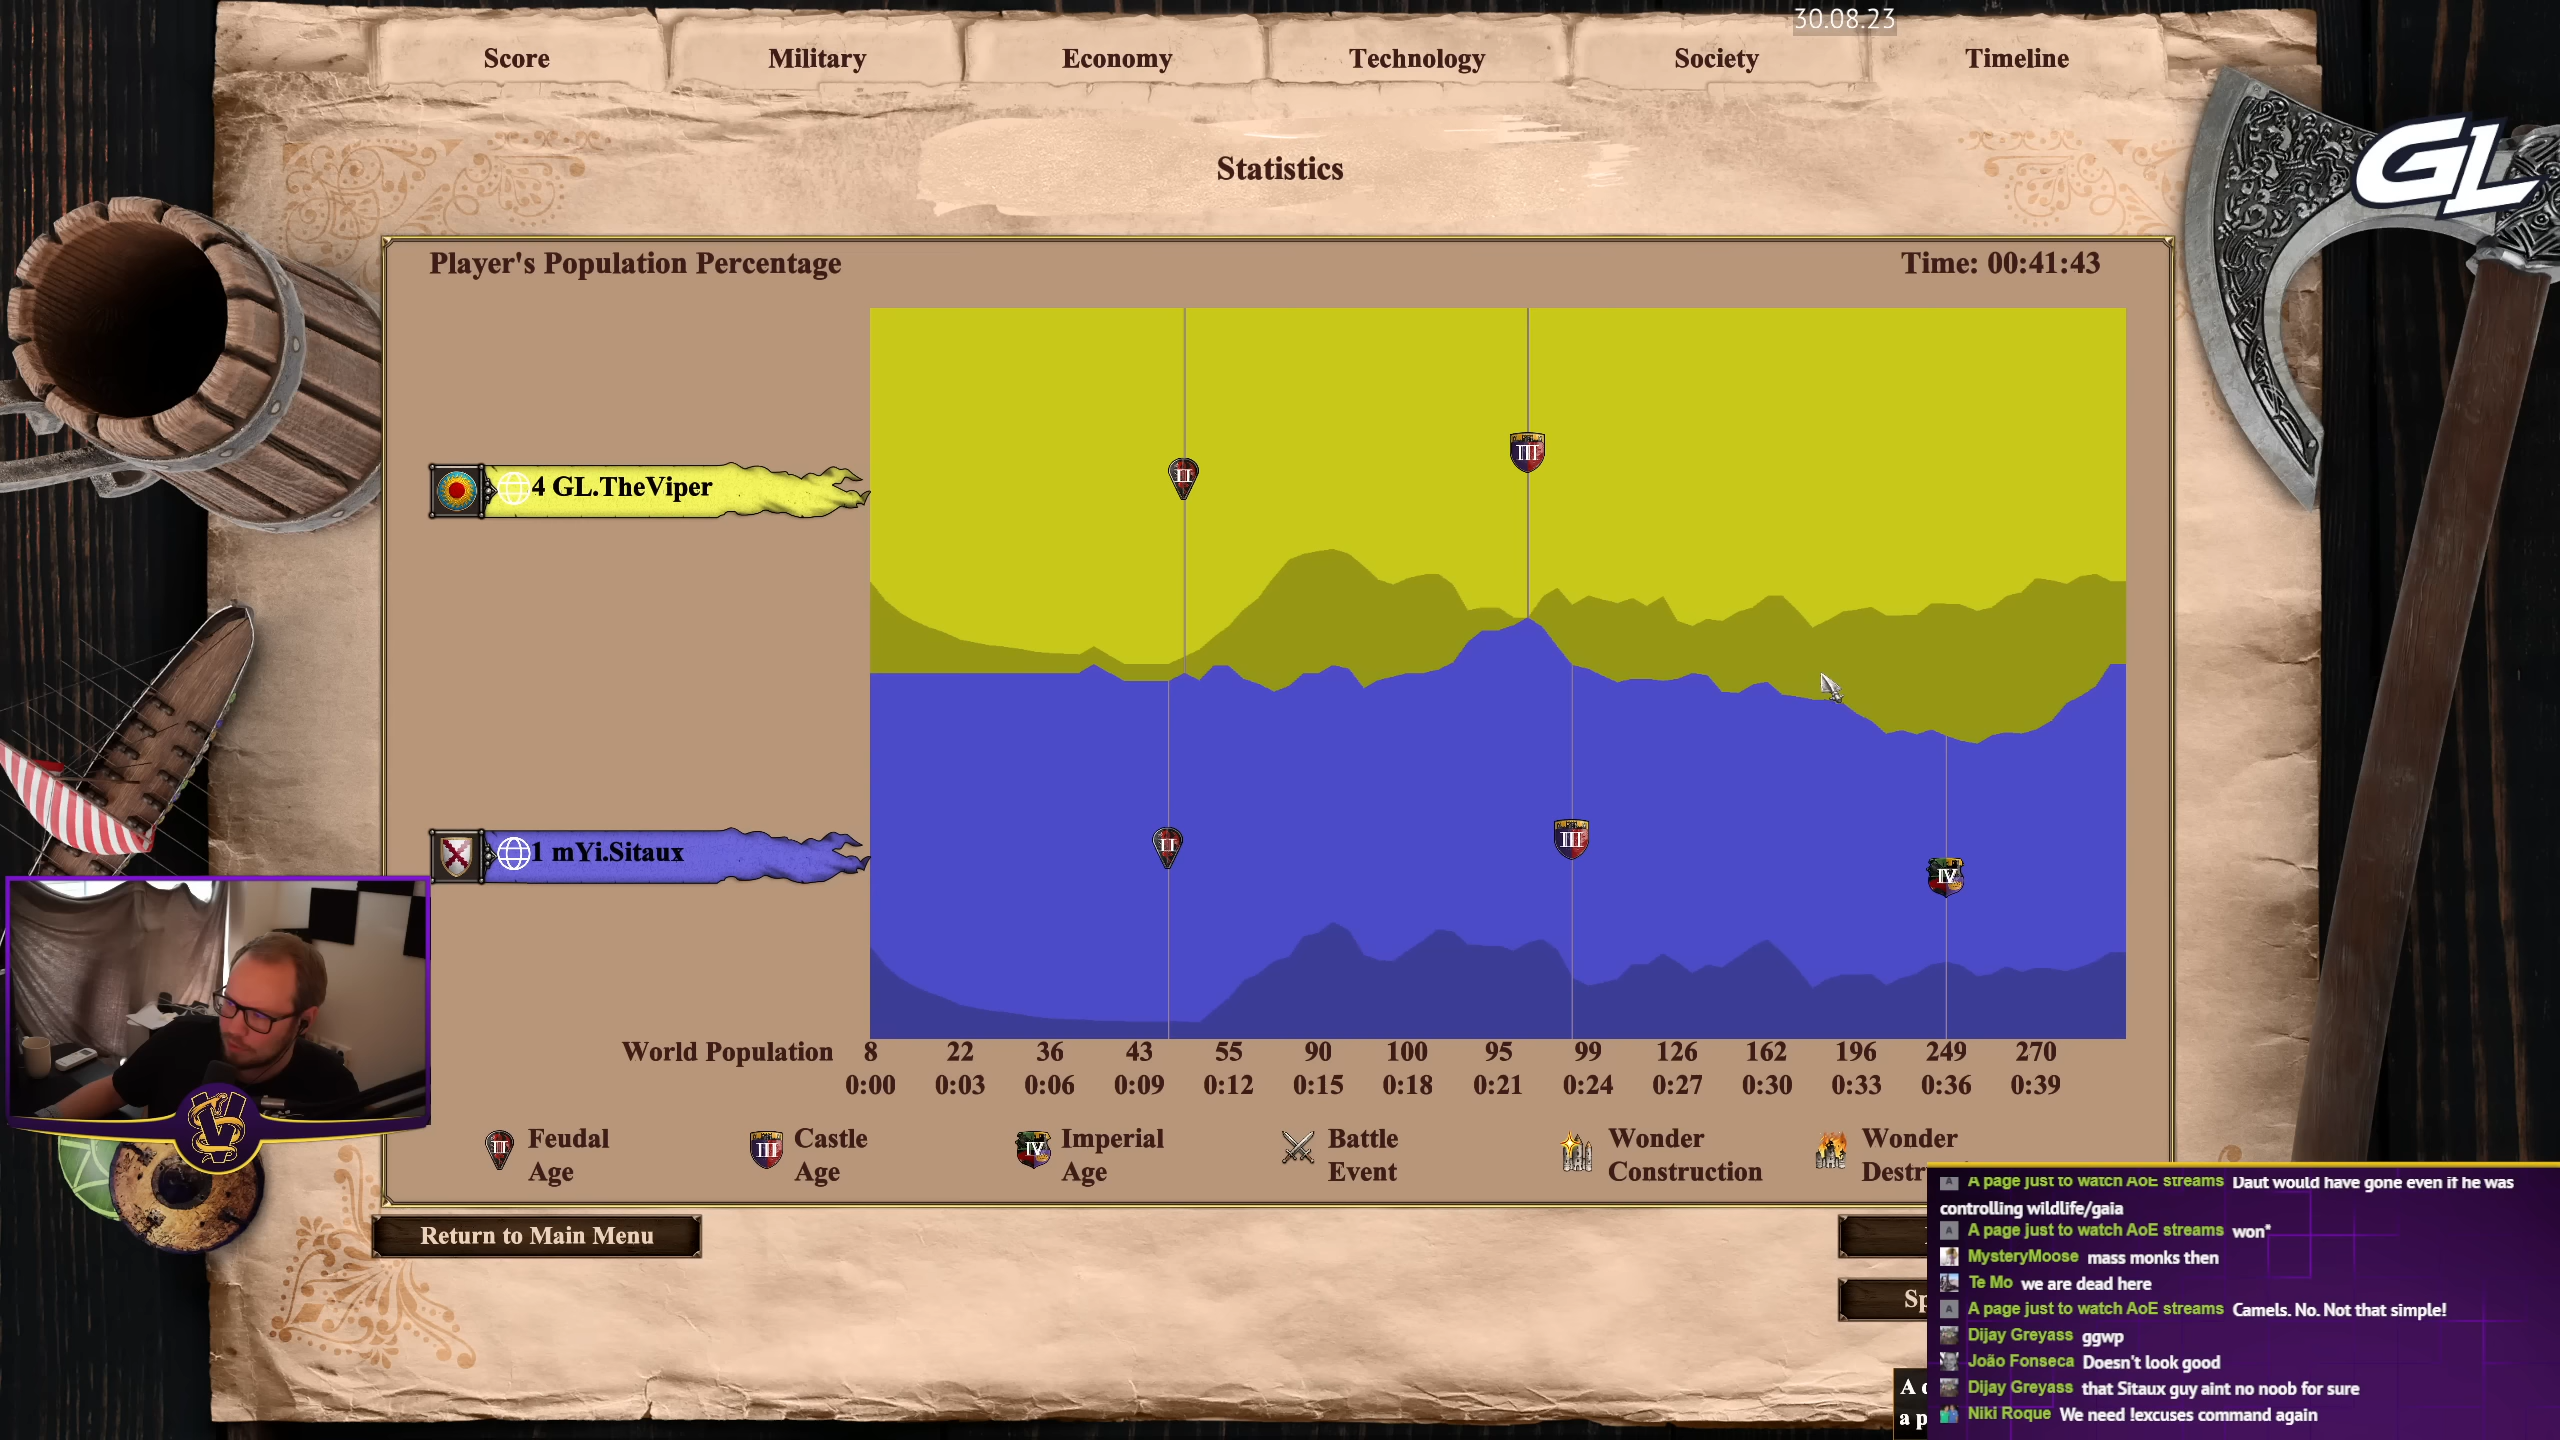 30.08.23
Score
Military
Economy
Technology
Society
Timeline
GL
Statistics
Player's Population Percentage
Time: 00:41:43
II
III
4 GL.TheViper
1 mYi.Sitaux
II
III
IV
World Population 8 22 36 43 55 90 100 95 99 126 162 196 249 270
0:00 0:03 0:06 0:09 0:12 0:15 0:18 0:21 0:24 0:27 0:30 0:33 0:36 0:39
II Feudal Age
III Castle Age
IV Imperial Age
Battle Event
Wonder Construction
Wonder
Return to Main Menu
A page just to watch AoE streams Daut would have gone even if he was
controlling wildlife/gaia
A page just to watch AoE streams won*
MysteryMoose mass monks then
Te Mo we are dead here
A page just to watch AoE streams Camels. No. Not that simple!
Dijay Greyass ggwp
João Fonseca Doesn't look good
Dijay Greyass that Sitaux guy aint no noob for sure
Niki Roque We need !excuses command again